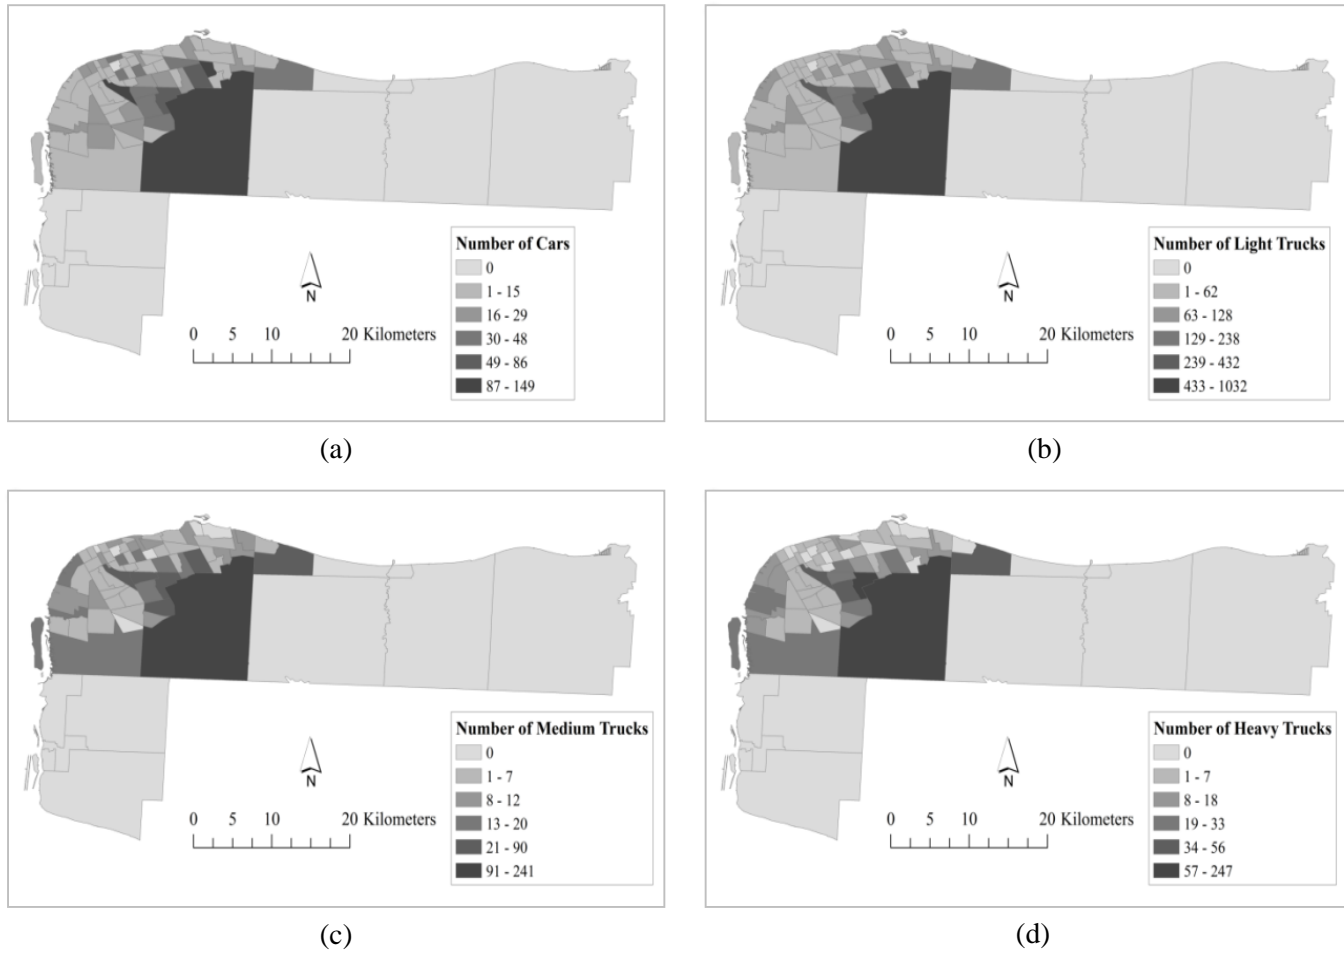 Number of Cars
0
1 - 15
16 - 29
30 - 48
49 - 86
87 - 149
N
0 5 10 20 Kilometers
(a)
Number of Light Trucks
0
1 - 62
63 - 128
129 - 238
239 - 432
433 - 1032
N
0 5 10 20 Kilometers
(b)
Number of Medium Trucks
0
1 - 7
8 - 12
13 - 20
21 - 90
91 - 241
N
0 5 10 20 Kilometers
(c)
Number of Heavy Trucks
0
1 - 7
8 - 18
19 - 33
34 - 56
57 - 247
N
0 5 10 20 Kilometers
(d)